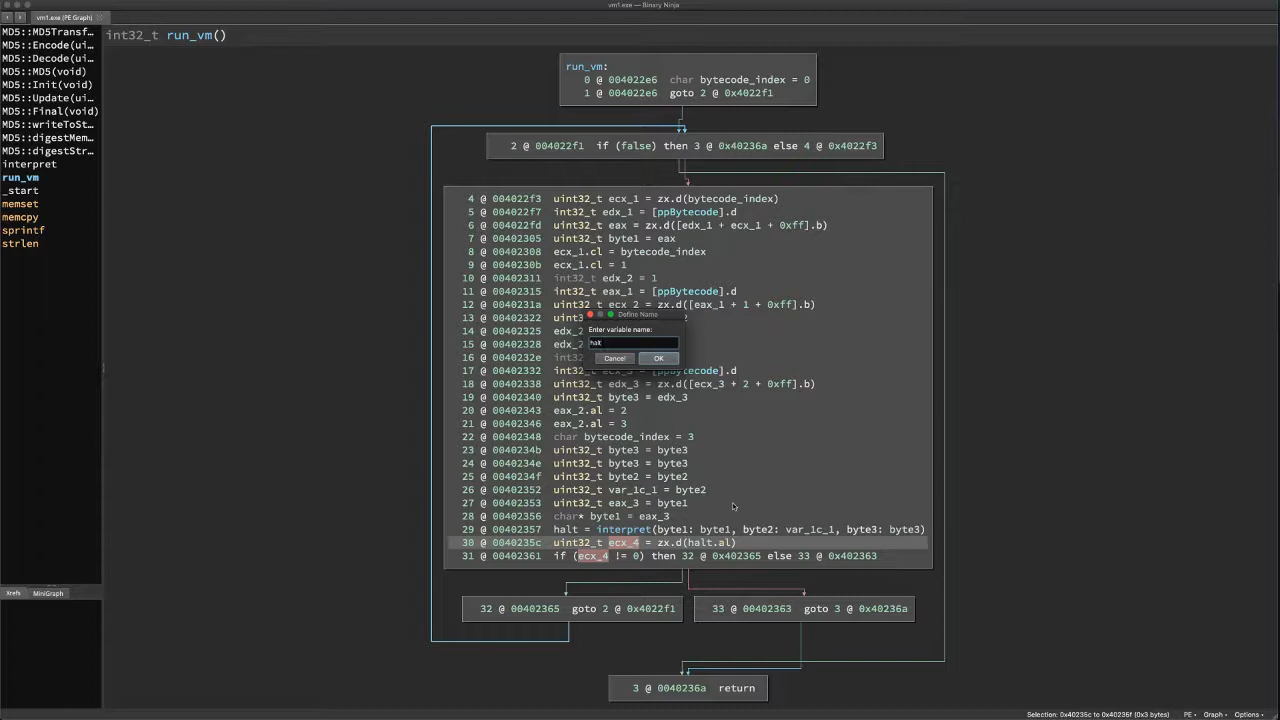 vm1.exe — Binary Ninja
vm1.exe (PE Graph)
MD5::MD5Transf…
MD5::Encode(ui…
MD5::Decode(ui…
MD5::MD5(void)
MD5::Init(void)
MD5::Update(ui…
MD5::Final(void)
MD5::writeToSt…
MD5::digestMem…
MD5::digestStr…
interpret
run_vm
_start
memset
memcpy
sprintf
strlen
Xrefs MiniGraph
int32_t run_vm()
run_vm:
0 @ 004022e6 char bytecode_index = 0
1 @ 004022e6 goto 2 @ 0x4022f1
2 @ 004022f1 if (false) then 3 @ 0x40236a else 4 @ 0x4022f3
4 @ 004022f3 uint32_t ecx_1 = zx.d(bytecode_index)
5 @ 004022f7 int32_t edx_1 = [ppBytecode].d
6 @ 004022fd uint32_t eax = zx.d([edx_1 + ecx_1 + 0xff].b)
7 @ 00402305 uint32_t byte1 = eax
8 @ 00402308 ecx_1.cl = bytecode_index
9 @ 0040230b ecx_1.cl = 1
10 @ 00402311 int32_t edx_2 = 1
11 @ 00402315 int32_t eax_1 = [ppBytecode].d
12 @ 0040231a uint32_t ecx_2 = zx.d([eax_1 + 1 + 0xff].b)
13 @ 00402322 uint3
14 @ edx_2
15 @ edx_2
16 @ 0040232e int32
17 @ 00402332 int32_t ecx_3 = [ppBytecode].d
18 @ 00402338 uint32_t edx_3 = zx.d([ecx_3 + 2 + 0xff].b)
19 @ 00402340 uint32_t byte3 = edx_3
20 @ 00402343 eax_2.al = 2
21 @ 00402346 eax_2.al = 3
22 @ 00402348 char bytecode_index = 3
23 @ 0040234b uint32_t byte3 = byte3
24 @ 0040234e uint32_t byte3 = byte3
25 @ 0040234f uint32_t byte2 = byte2
26 @ 00402352 uint32_t var_1c_1 = byte2
27 @ 00402353 uint32_t eax_3 = byte1
28 @ 00402356 char* byte1 = eax_3
29 @ 00402357 halt = interpret(byte1: byte1, byte2: var_1c_1, byte3: byte3)
30 @ 0040235c uint32_t ecx_4 = zx.d(halt.al)
31 @ 00402361 if (ecx_4 != 0) then 32 @ 0x402365 else 33 @ 0x402363
Define Name
Enter variable name:
halt
Cancel OK
32 @ 00402365 goto 2 @ 0x4022f1
33 @ 00402363 goto 3 @ 0x40236a
3 @ 0040236a return
Selection: 0x40235c to 0x40235f (0x3 bytes) PE Graph Options